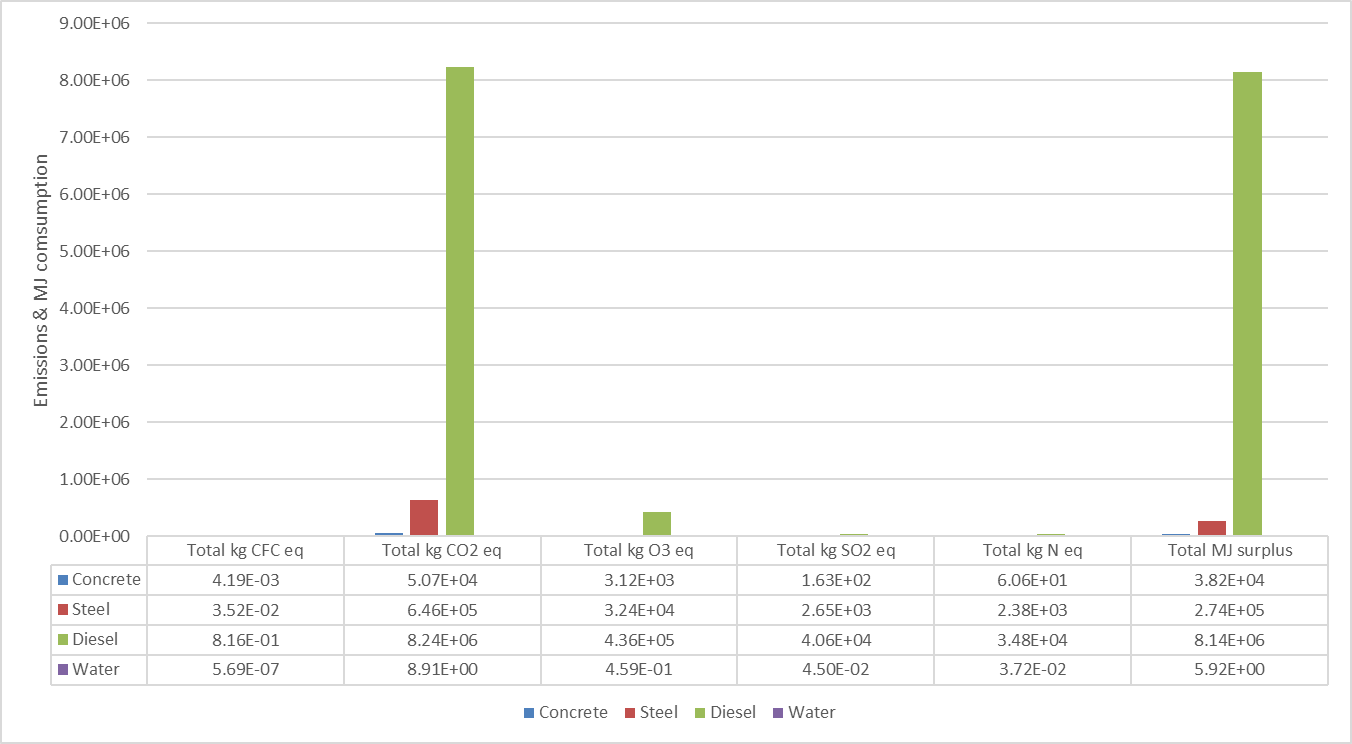 9.00E+06
8.00E+06
7.00E+06
6.00E+06
5.00E+06
4.00E+06
3.00E+06
2.00E+06
1.00E+06
0.00E+00
Emissions & MJ comsumption
Total kg CFC eq Total kg CO2 eq Total kg O3 eq Total kg SO2 eq Total kg N eq Total MJ surplus
Concrete 4.19E-03 5.07E+04 3.12E+03 1.63E+02 6.06E+01 3.82E+04
Steel 3.52E-02 6.46E+05 3.24E+04 2.65E+03 2.38E+03 2.74E+05
Diesel 8.16E-01 8.24E+06 4.36E+05 4.06E+04 3.48E+04 8.14E+06
Water 5.69E-07 8.91E+00 4.59E-01 4.50E-02 3.72E-02 5.92E+00
Concrete Steel Diesel Water